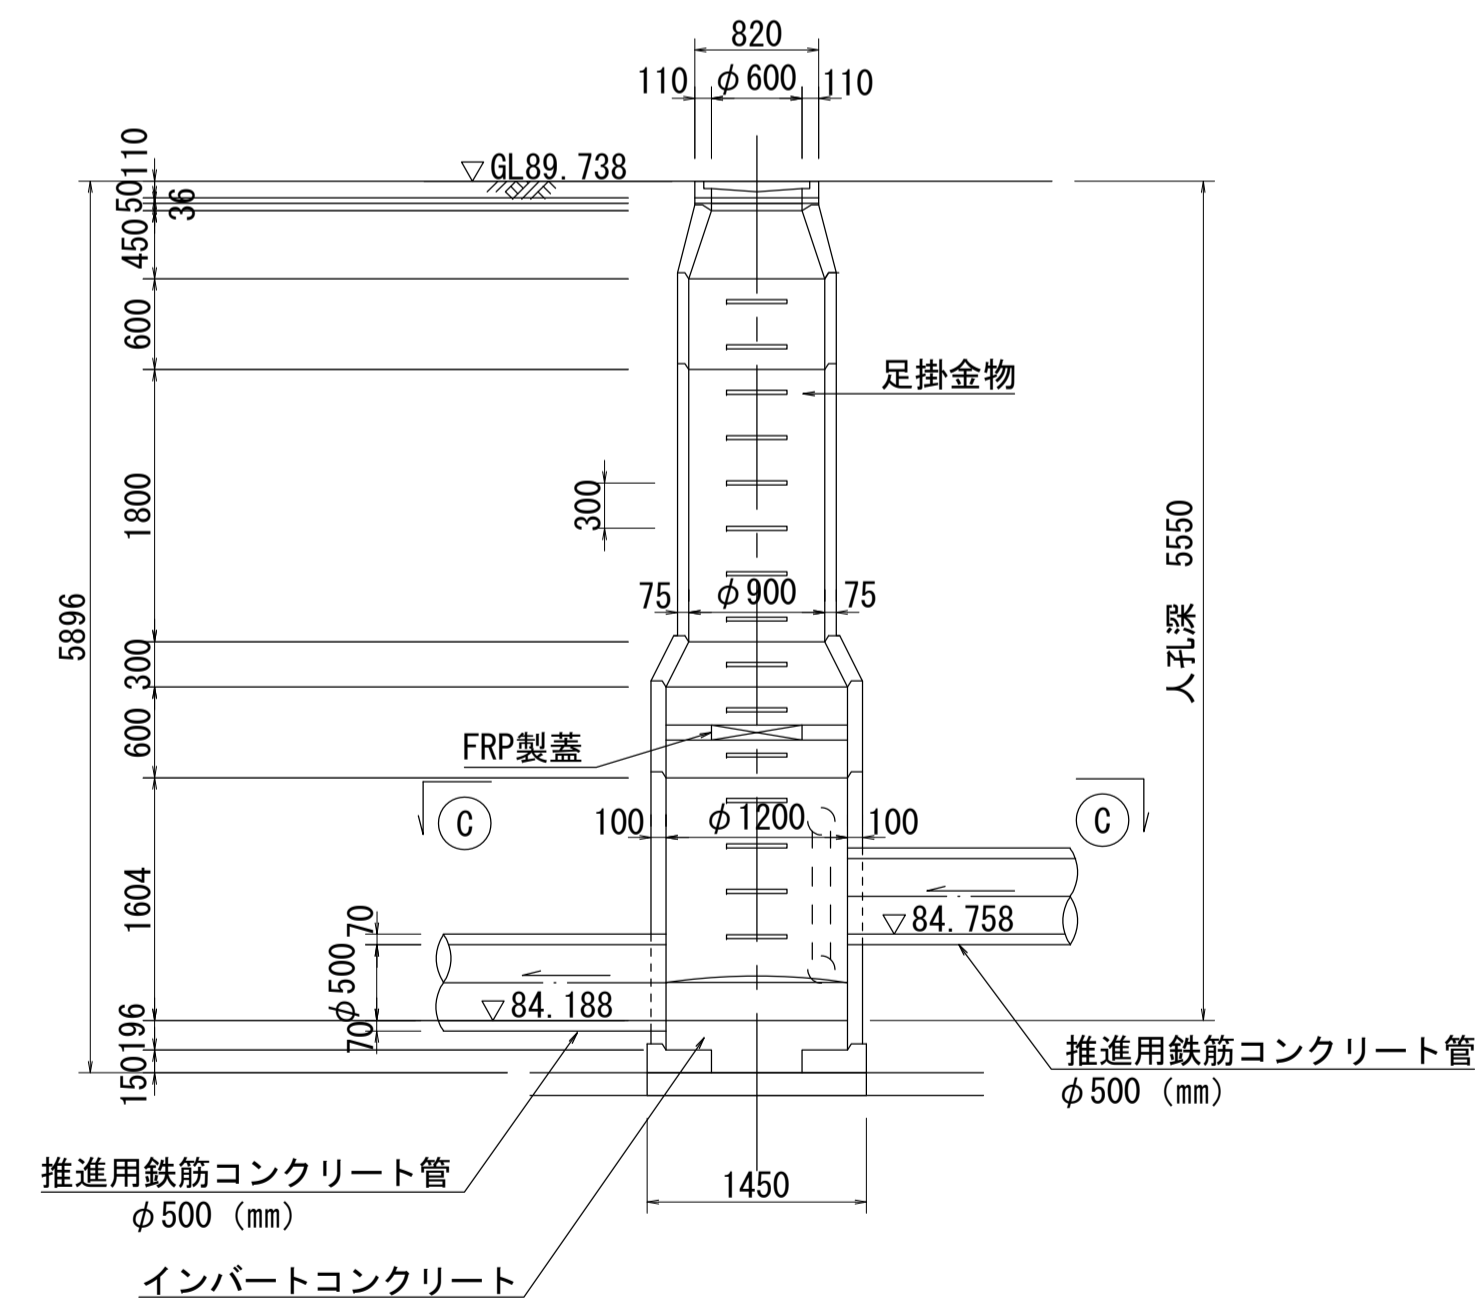 820
110 φ600 110
GL89.738
110
50
36
450
600
1800
300
600
1604
196
150
5896
足掛金物
300
75 φ900 75
人孔深 5550
FRP製蓋
C
C
100 φ1200 100
70
φ500
70
84.758
84.188
推進用鉄筋コンクリート管
φ500 (mm)
推進用鉄筋コンクリート管
φ500 (mm)
1450
インバートコンクリート